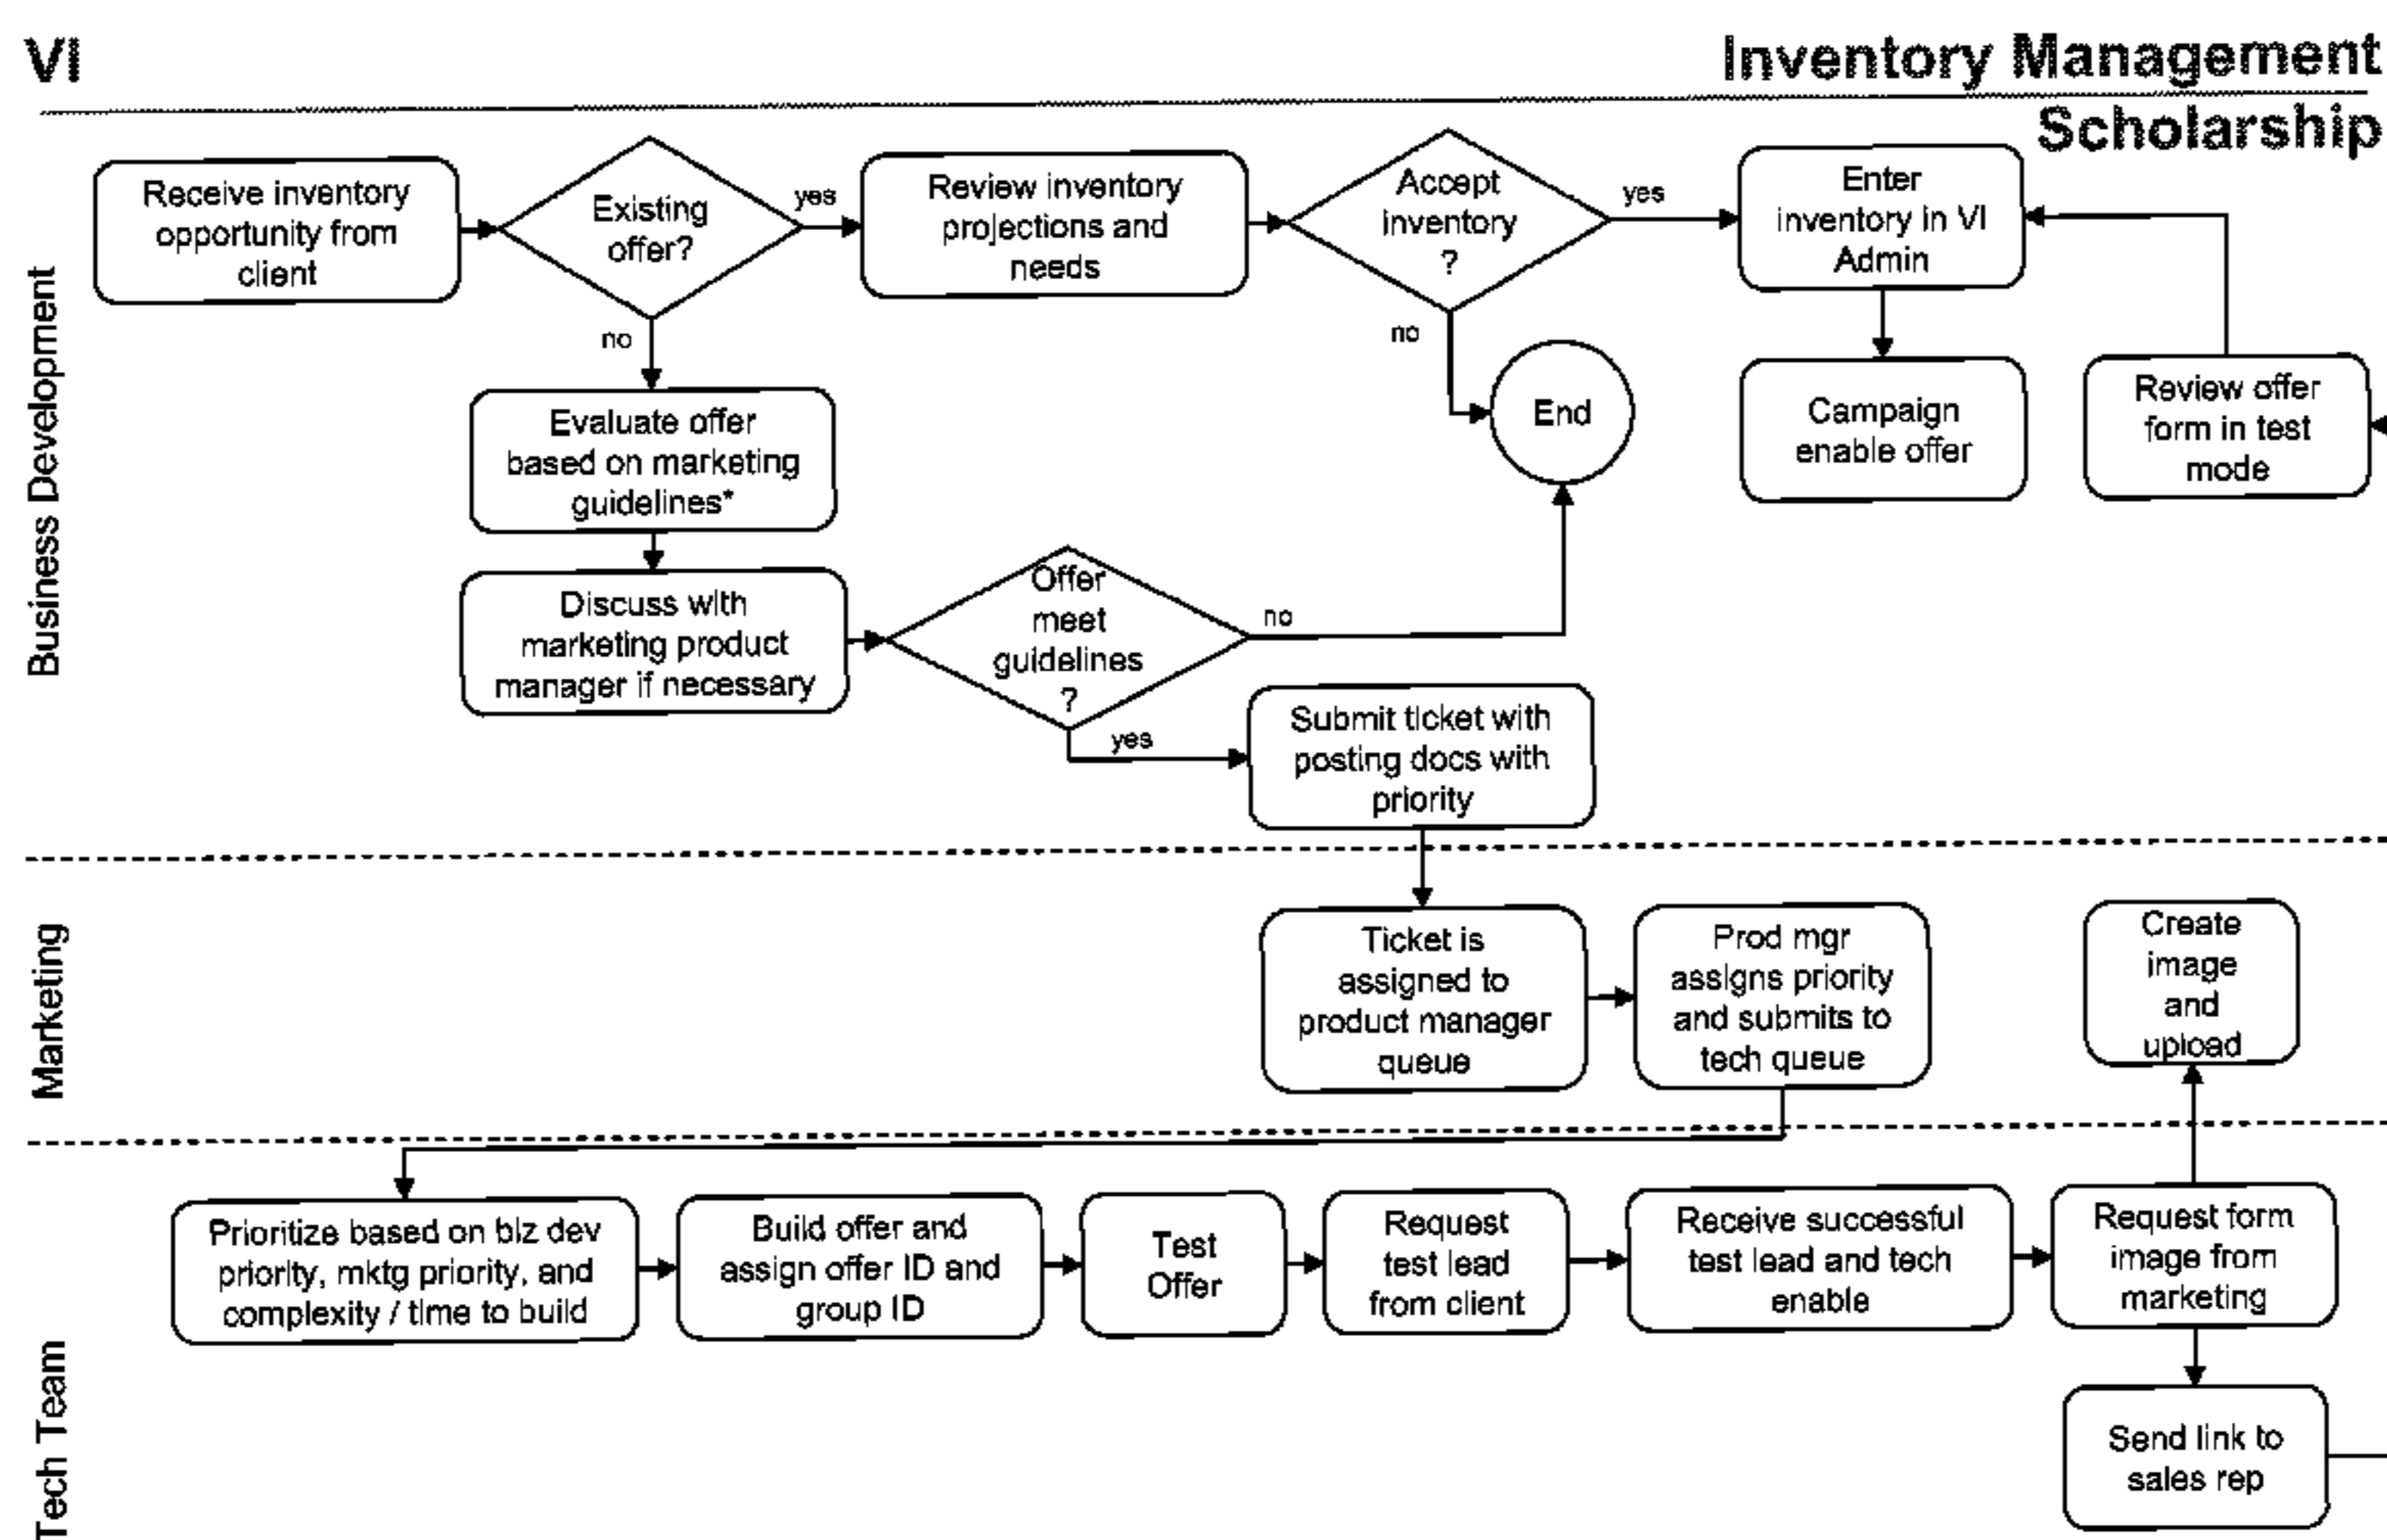 VI
Inventory Management
Scholarship
Business Development
Receive inventory
opportunity from
client
Existing
offer?
yes
no
Review inventory
projections and
needs
Accept
inventory
?
yes
no
Enter
inventory in VI
Admin
End
Campaign
enable offer
Review offer
form in test
mode
Evaluate offer
based on marketing
guidelines*
Discuss with
marketing product
manager if necessary
Offer
meet
guidelines
?
no
yes
Submit ticket with
posting docs with
priority
Marketing
Ticket is
assigned to
product manager
queue
Prod mgr
assigns priority
and submits to
tech queue
Create
image
and
upload
Tech Team
Prioritize based on biz dev
priority, mktg priority, and
complexity / time to build
Build offer and
assign offer ID and
group ID
Test
Offer
Request
test lead
from client
Receive successful
test lead and tech
enable
Request form
image from
marketing
Send link to
sales rep